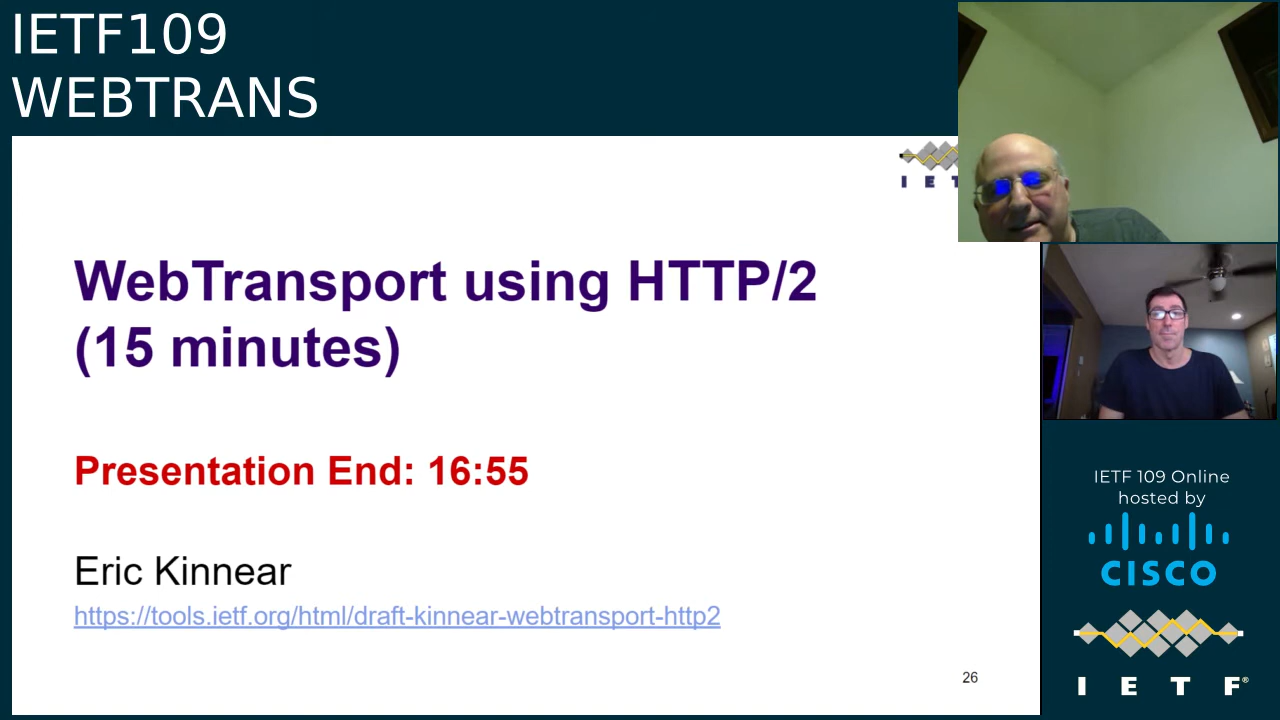 IETF109
WEBTRANS
I E T
WebTransport using HTTP/2
(15 minutes)
Presentation End: 16:55
Eric Kinnear
https://tools.ietf.org/html/draft-kinnear-webtransport-http2
26
IETF 109 Online
hosted by
CISCO
I E T F®